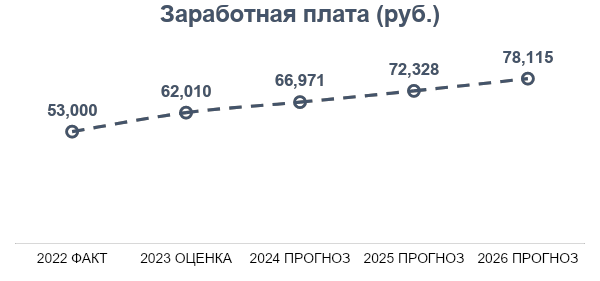 Заработная плата (руб.)
78,115
72,328
66,971
62,010
53,000
2022 ФАКТ 2023 ОЦЕНКА 2024 ПРОГНОЗ 2025 ПРОГНОЗ 2026 ПРОГНОЗ